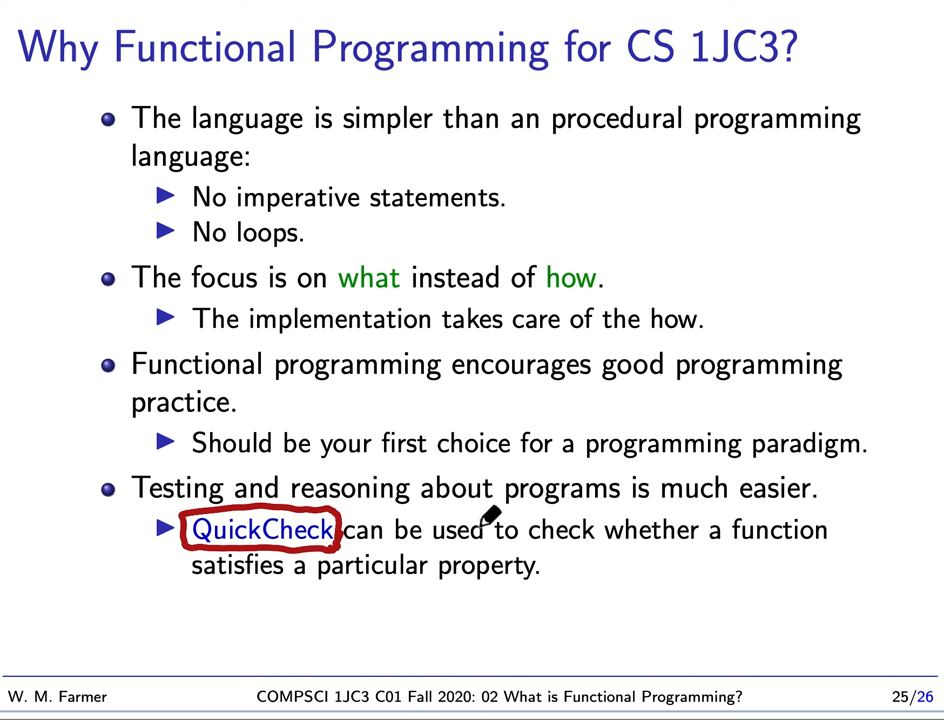 Why Functional Programming for CS 1JC3?
The language is simpler than an procedural programming
language:
No imperative statements.
No loops.
The focus is on what instead of how.
The implementation takes care of the how.
Functional programming encourages good programming
practice.
Should be your first choice for a programming paradigm.
Testing and reasoning about programs is much easier.
QuickCheck can be used to check whether a function
satisfies a particular property.
W. M. Farmer COMPSCI 1JC3 C01 Fall 2020: 02 What is Functional Programming? 25/26